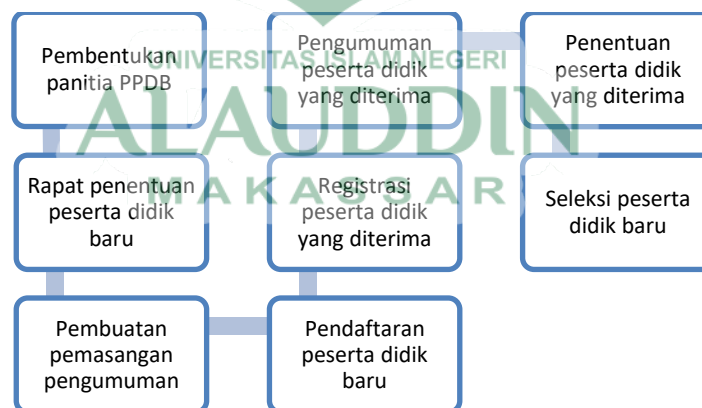 Pembentukan
panitia PPDB
Pengumuman
peserta didik
yang diterima
Penentuan
peserta didik
yang diterima
UNIVERSITAS ISLAM NEGERI
ALAUDDIN
MAKASSAR
Rapat penentuan
peserta didik
baru
Registrasi
peserta didik
yang diterima
Seleksi peserta
didik baru
Pembuatan
pemasangan
pengumuman
Pendaftaran
peserta didik
baru